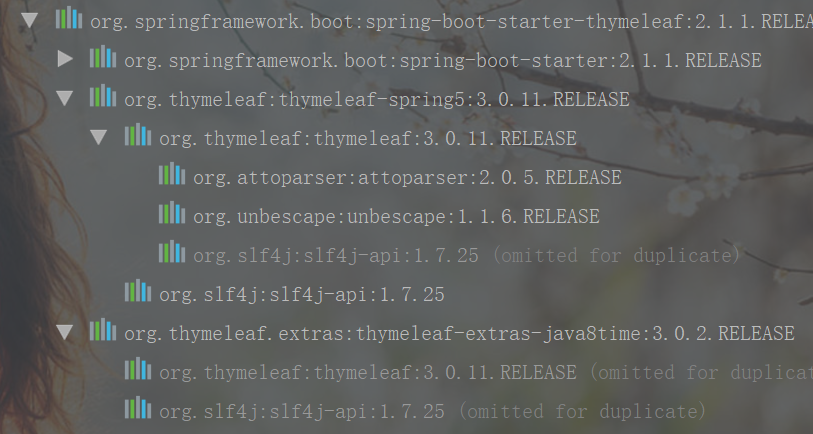 org.springframework.boot:spring-boot-starter-thymeleaf:2.1.1.RELEA
org.springframework.boot:spring-boot-starter:2.1.1.RELEASE
org.thymeleaf:thymeleaf-spring5:3.0.11.RELEASE
org.thymeleaf:thymeleaf:3.0.11.RELEASE
org.attoparser:attoparser:2.0.5.RELEASE
org.unbescape:unbescape:1.1.6.RELEASE
org.slf4j:slf4j-api:1.7.25 (omitted for duplicate)
org.slf4j:slf4j-api:1.7.25
org.thymeleaf.extras:thymeleaf-extras-java8time:3.0.2.RELEASE
org.thymeleaf:thymeleaf:3.0.11.RELEASE (omitted for duplicat
org.slf4j:slf4j-api:1.7.25 (omitted for duplicate)